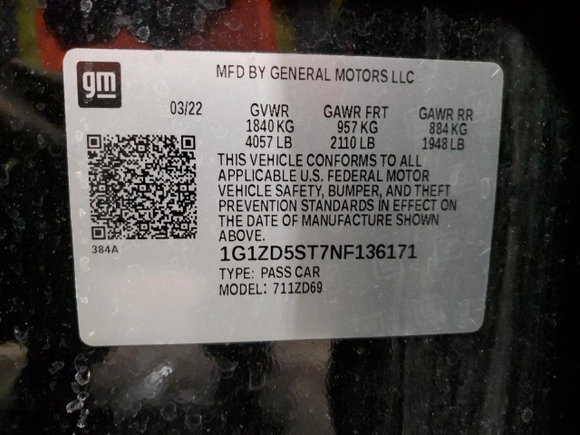 gm
MFD BY GENERAL MOTORS LLC
03/22 GVWR GAWR FRT GAWR RR
1840 KG 957 KG 884 KG
4057 LB 2110 LB 1948 LB
THIS VEHICLE CONFORMS TO ALL
APPLICABLE U.S. FEDERAL MOTOR
VEHICLE SAFETY, BUMPER, AND THEFT
PREVENTION STANDARDS IN EFFECT ON
THE DATE OF MANUFACTURE SHOWN
ABOVE.
384A
1G1ZD5ST7NF136171
TYPE: PASS CAR
MODEL: 711ZD69